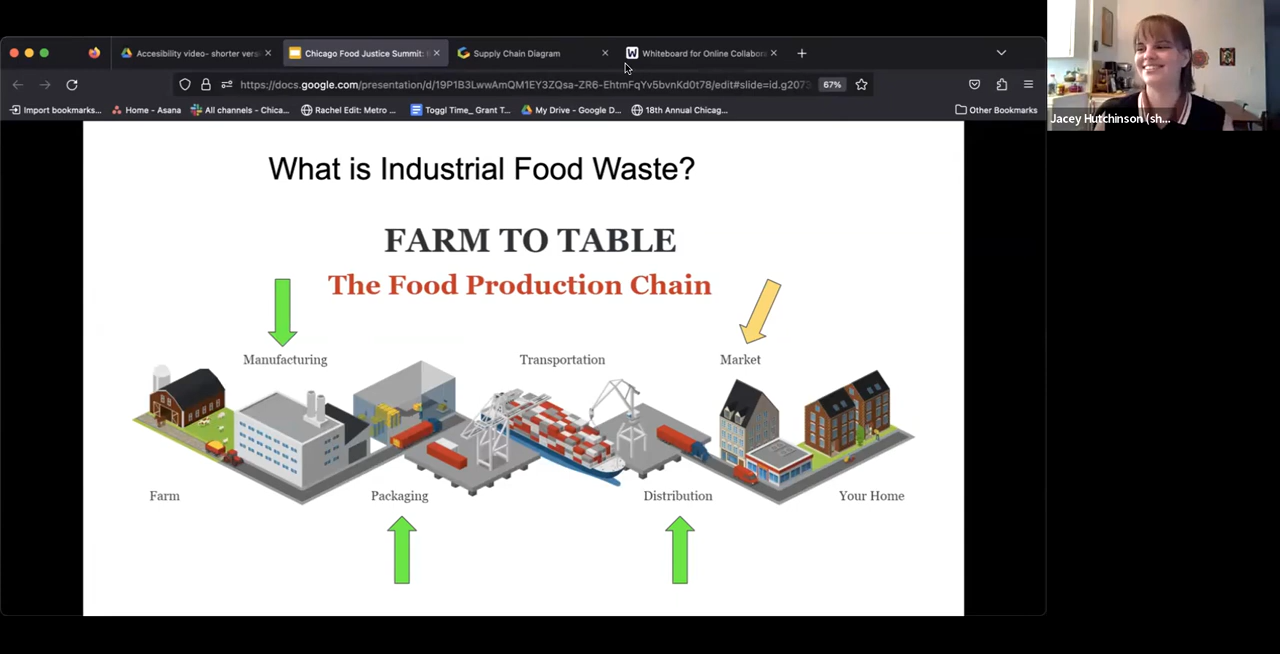 Accesibility video- shorter vers
Chicago Food Justice Summit:
Supply Chain Diagram
W
Whiteboard for Online Collabora
https://docs.google.com/presentation/d/19P1B3LwwAmQM1EY3ZQsa-ZR6-EhtmFqYv5bvnKd0t78/edit#slide=id.g2073
67%
Import bookmarks...
Home - Asana
All channels - Chica...
Rachel Edit: Metro ...
Toggl Time_ Grant T...
My Drive - Google D...
18th Annual Chicag...
Other Bookmarks
Jacey Hutchinson (sh...
What is Industrial Food Waste?
FARM TO TABLE
The Food Production Chain
Manufacturing
Transportation
Market
Farm
Packaging
Distribution
Your Home